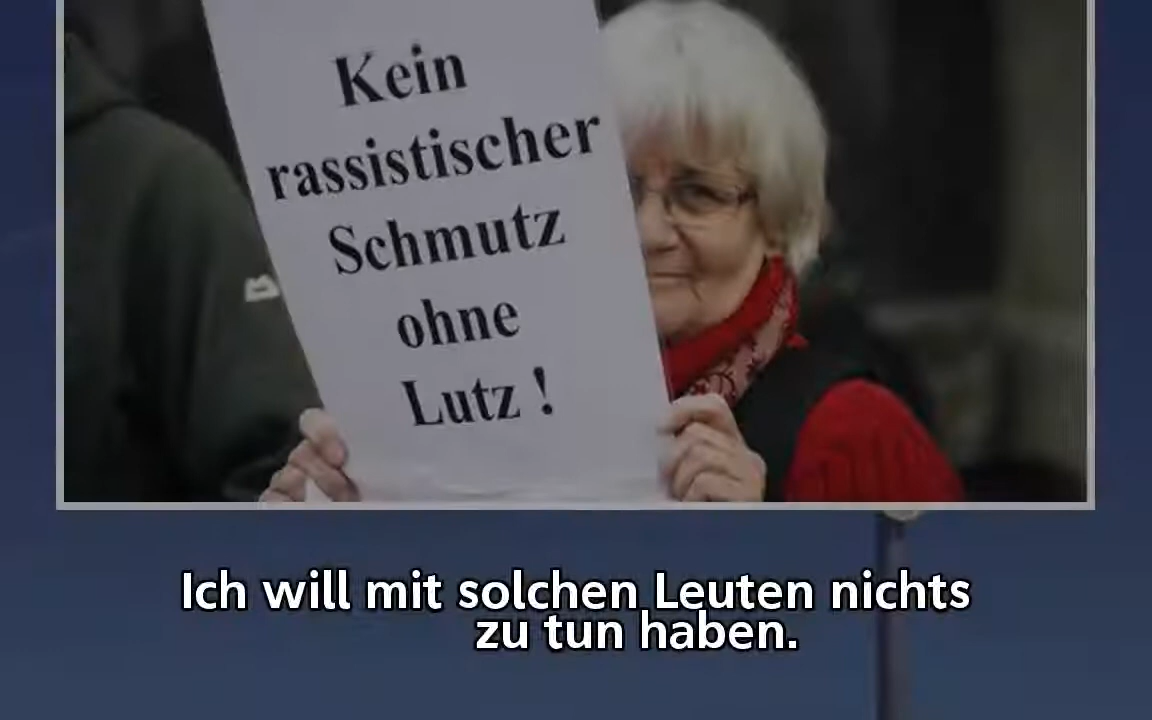 Kein
rassistischer
Schmutz
ohne
Lutz !
Ich will mit solchen Leuten nichts
zu tun haben.